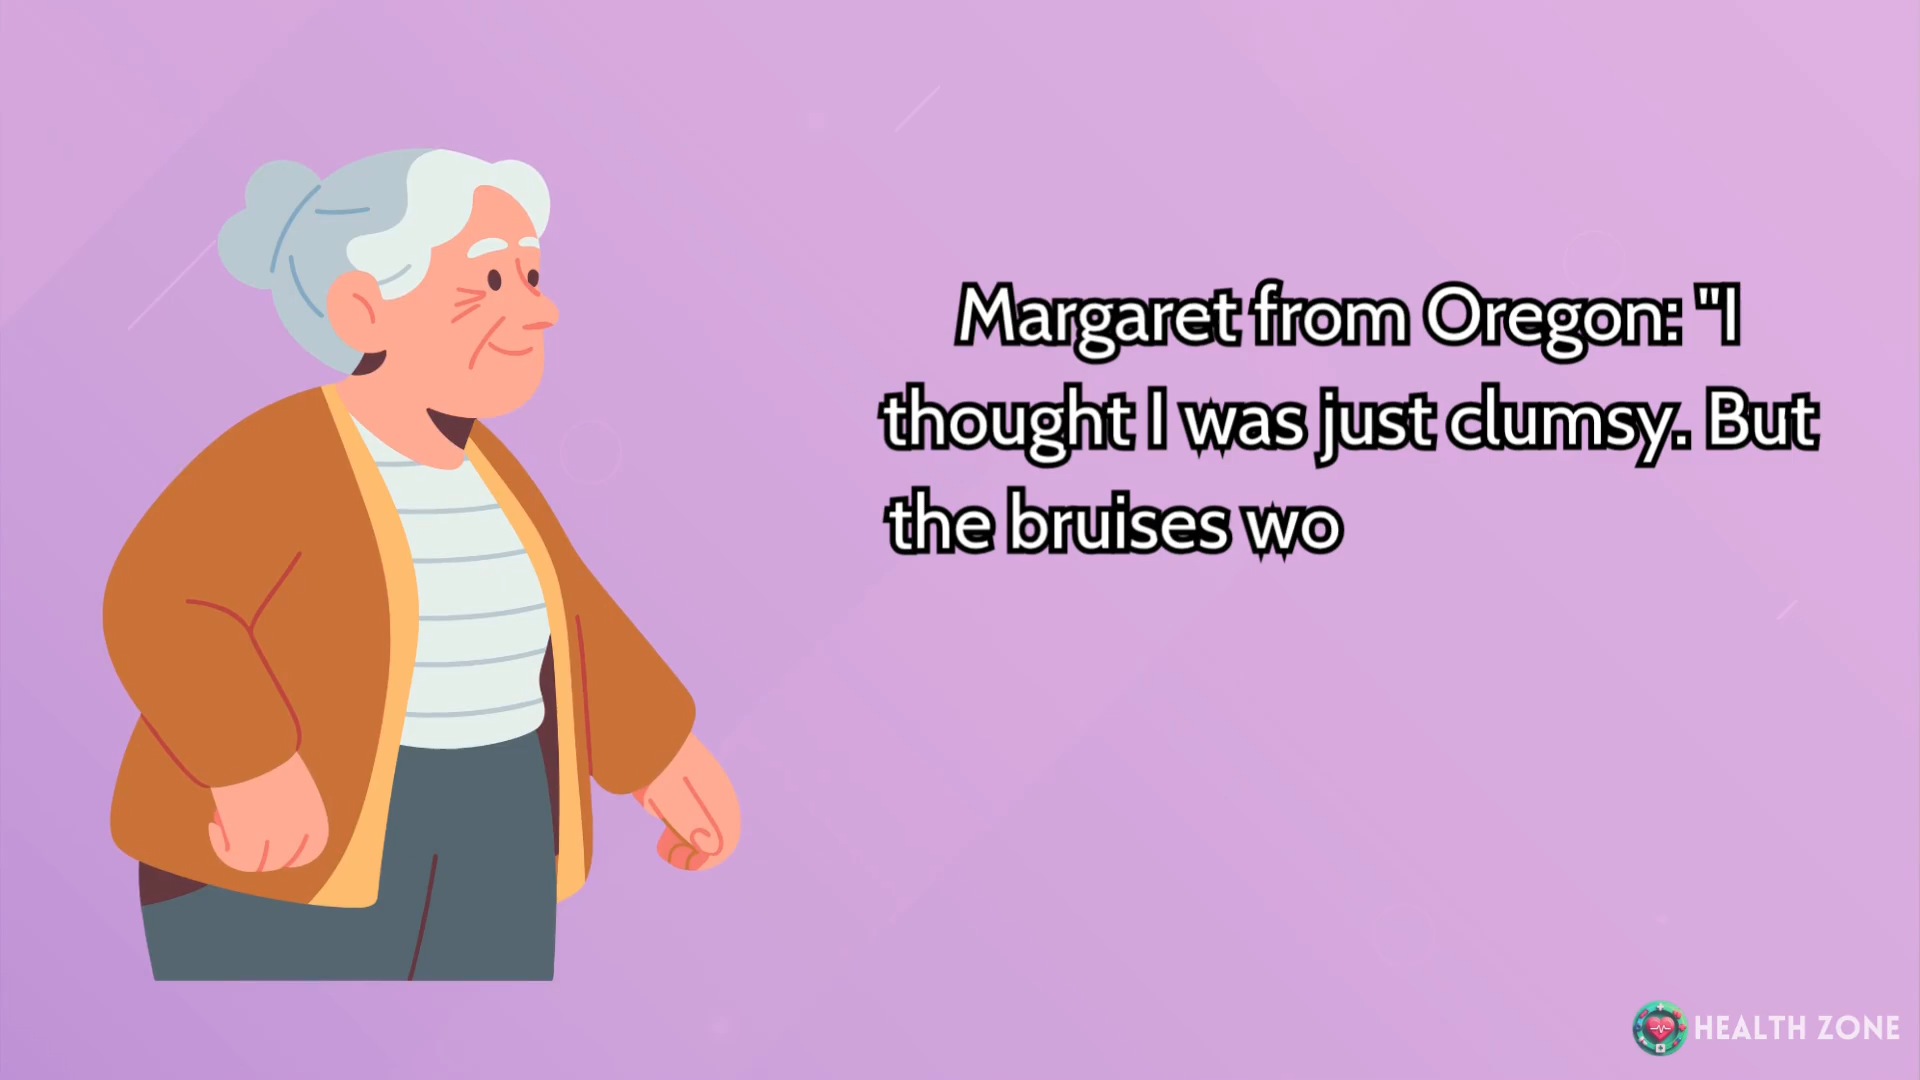 Margaret from Oregon: "I
thought I was just clumsy. But
the bruises wo
HEALTH ZONE